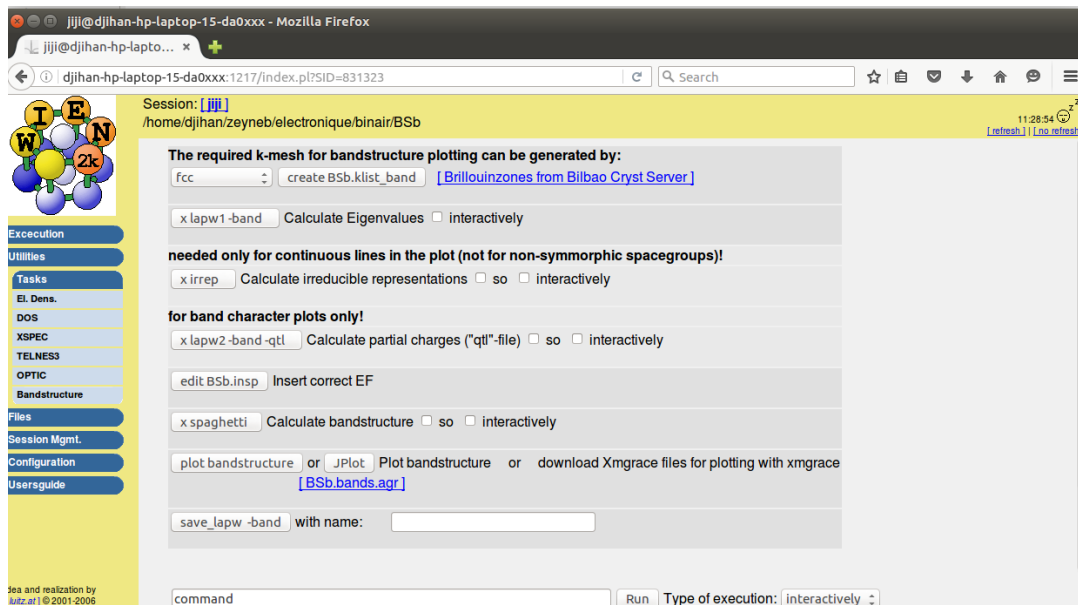 jiji@djihan-hp-laptop-15-da0xxx - Mozilla Firefox
jiji@djihan-hp-lapto... ×
djihan-hp-laptop-15-da0xxx:1217/index.pl?SID=831323
Search
WIEN
2k
Session: [ jiji ]
/home/djihan/zeyneb/electronique/binair/BSb
11:28:54
z z
[ refresh ] [ no refresh
Excecution
Utilities
Tasks
El. Dens.
DOS
XSPEC
TELNES3
OPTIC
Bandstructure
Files
Session Mgmt.
Configuration
Usersguide
dea and realization by
luitz.at ] © 2001-2006
The required k-mesh for bandstructure plotting can be generated by:
fcc create BSb.klist_band [ Brillouinzones from Bilbao Cryst Server ]
x lapw1 -band Calculate Eigenvalues interactively
needed only for continuous lines in the plot (not for non-symmorphic spacegroups)!
x irrep Calculate irreducible representations so interactively
for band character plots only!
x lapw2 -band -qtl Calculate partial charges ("qtl"-file) so interactively
edit BSb.insp Insert correct EF
x spaghetti Calculate bandstructure so interactively
plot bandstructure or JPlot Plot bandstructure or download Xmgrace files for plotting with xmgrace
[ BSb.bands.agr ]
save_lapw -band with name:
command Run Type of execution: interactively